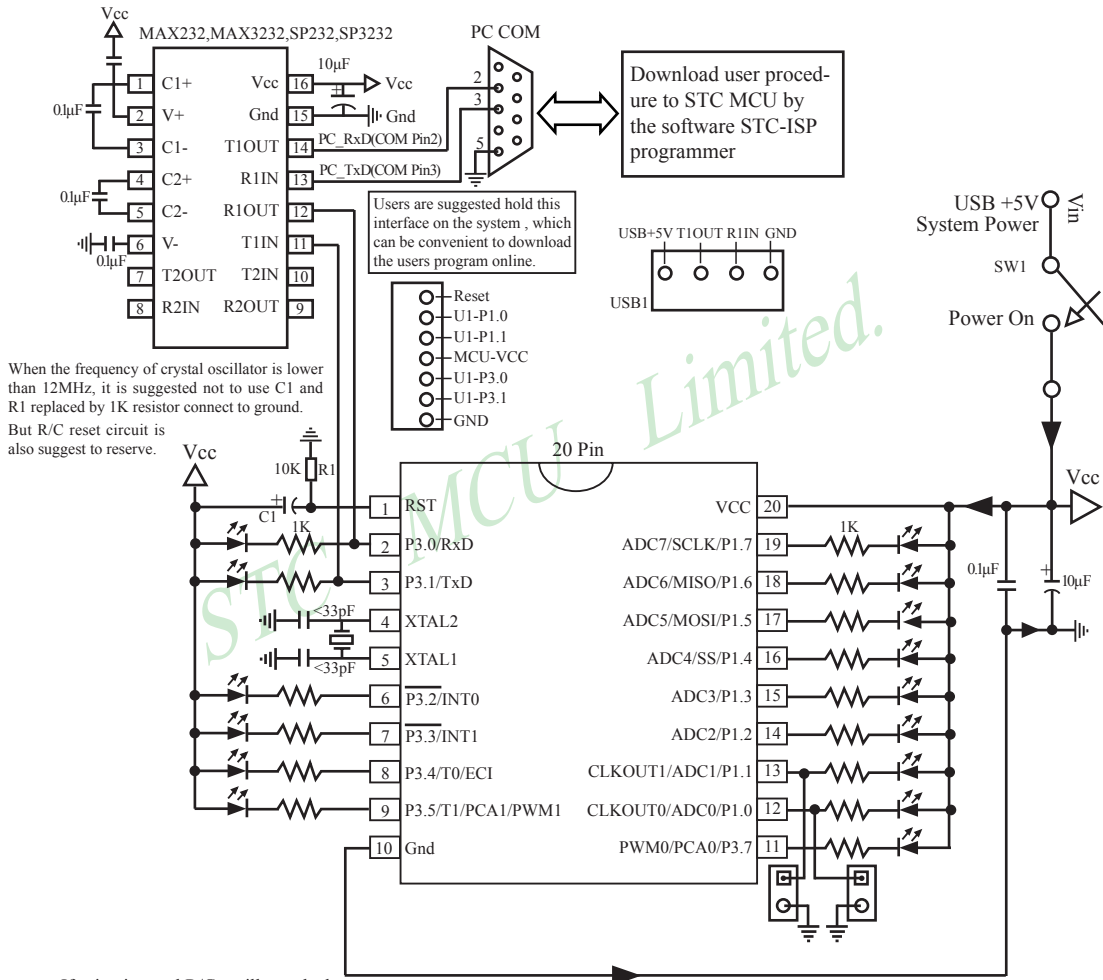 Vcc
MAX232,MAX3232,SP232,SP3232
PC COM
1 C1+ Vcc 16
10μF
Vcc
0.1μF
2 V+ Gnd 15
Gnd
3 C1- T1OUT 14
PC_RxD(COM Pin2)
4 C2+ R1IN 13
PC_TxD(COM Pin3)
0.1μF
5 C2- R1OUT 12
6 V- T1IN 11
0.1μF
7 T2OUT T2IN 10
8 R2IN R2OUT 9
2
3
5
Download user proced-
ure to STC MCU by
the software STC-ISP
programmer
Users are suggested hold this
interface on the system , which
can be convenient to download
the users program online.
USB+5V T1OUT R1IN GND
USB1
USB +5V
System Power
Vin
SW1
Power On
Reset
U1-P1.0
U1-P1.1
MCU-VCC
U1-P3.0
U1-P3.1
GND
When the frequency of crystal oscillator is lower
than 12MHz, it is suggested not to use C1 and
R1 replaced by 1K resistor connect to ground.
But R/C reset circuit is
also suggest to reserve.
STC MCU Limited.
Vcc
10K R1
C1
20 Pin
1 RST VCC 20
Vcc
1K
2 P3.0/RxD ADC7/SCLK/P1.7 19
1K
3 P3.1/TxD ADC6/MISO/P1.6 18
0.1μF
10μF
<33pF
4 XTAL2 ADC5/MOSI/P1.5 17
5 XTAL1 ADC4/SS/P1.4 16
<33pF
6 P3.2/INT0 ADC3/P1.3 15
7 P3.3/INT1 ADC2/P1.2 14
8 P3.4/T0/ECI CLKOUT1/ADC1/P1.1 13
9 P3.5/T1/PCA1/PWM1 CLKOUT0/ADC0/P1.0 12
10 Gnd PWM0/PCA0/P3.7 11